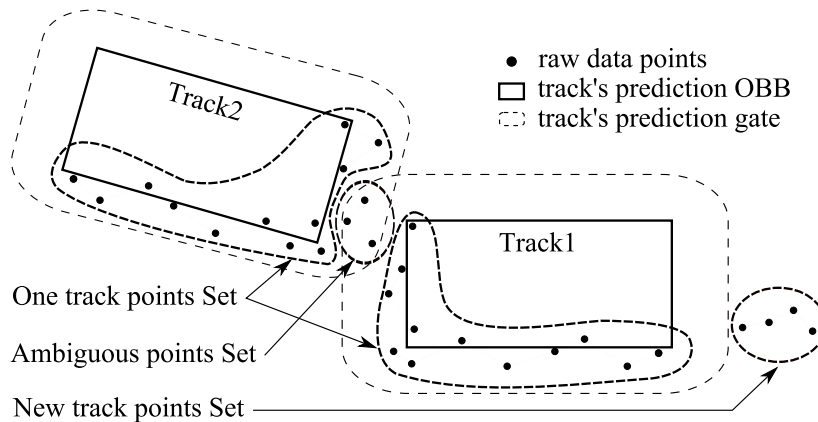 raw data points
track's prediction OBB
track's prediction gate
Track2
Track1
One track points Set
Ambiguous points Set
New track points Set